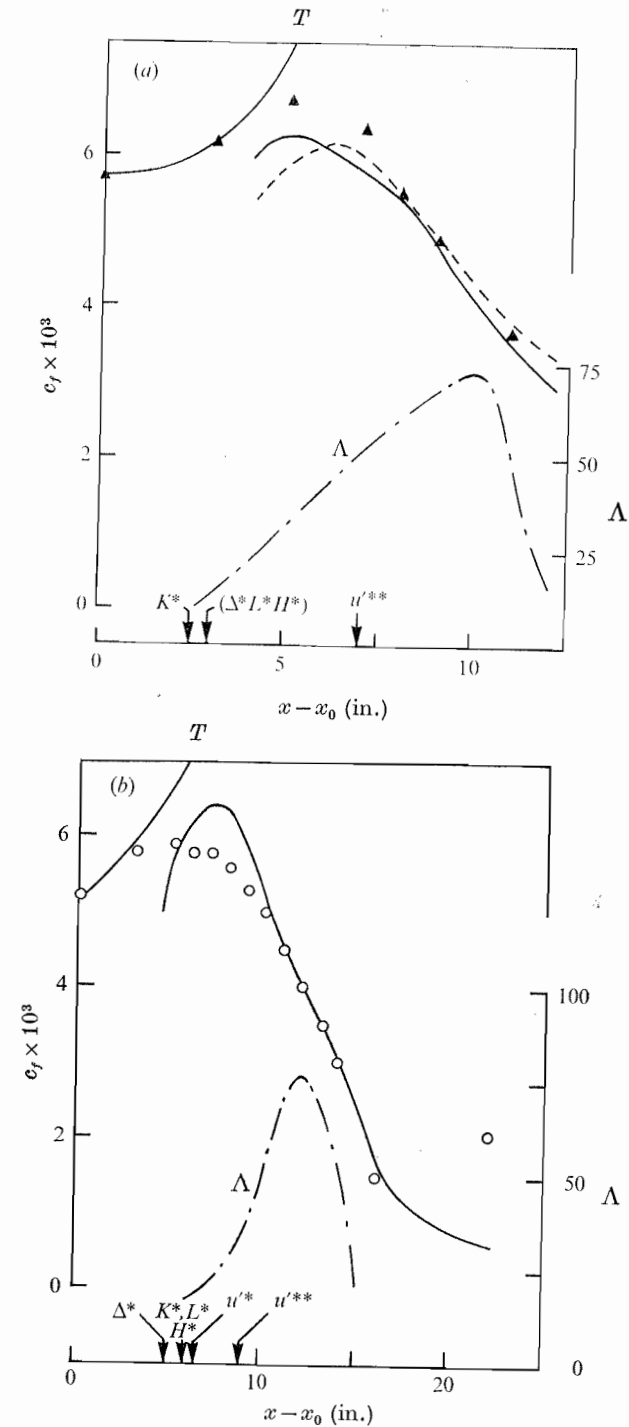 T
(a)
6
4
2
0
c_f × 10³
75
50
25
Λ
Λ
K* (Δ*L*H*) u'**
0 5 10
x − x₀ (in.)
T
(b)
6
4
2
0
c_f × 10³
100
50
0
Λ
Λ
Δ* K*, L* u'* u'**
H*
0 10 20
x − x₀ (in.)